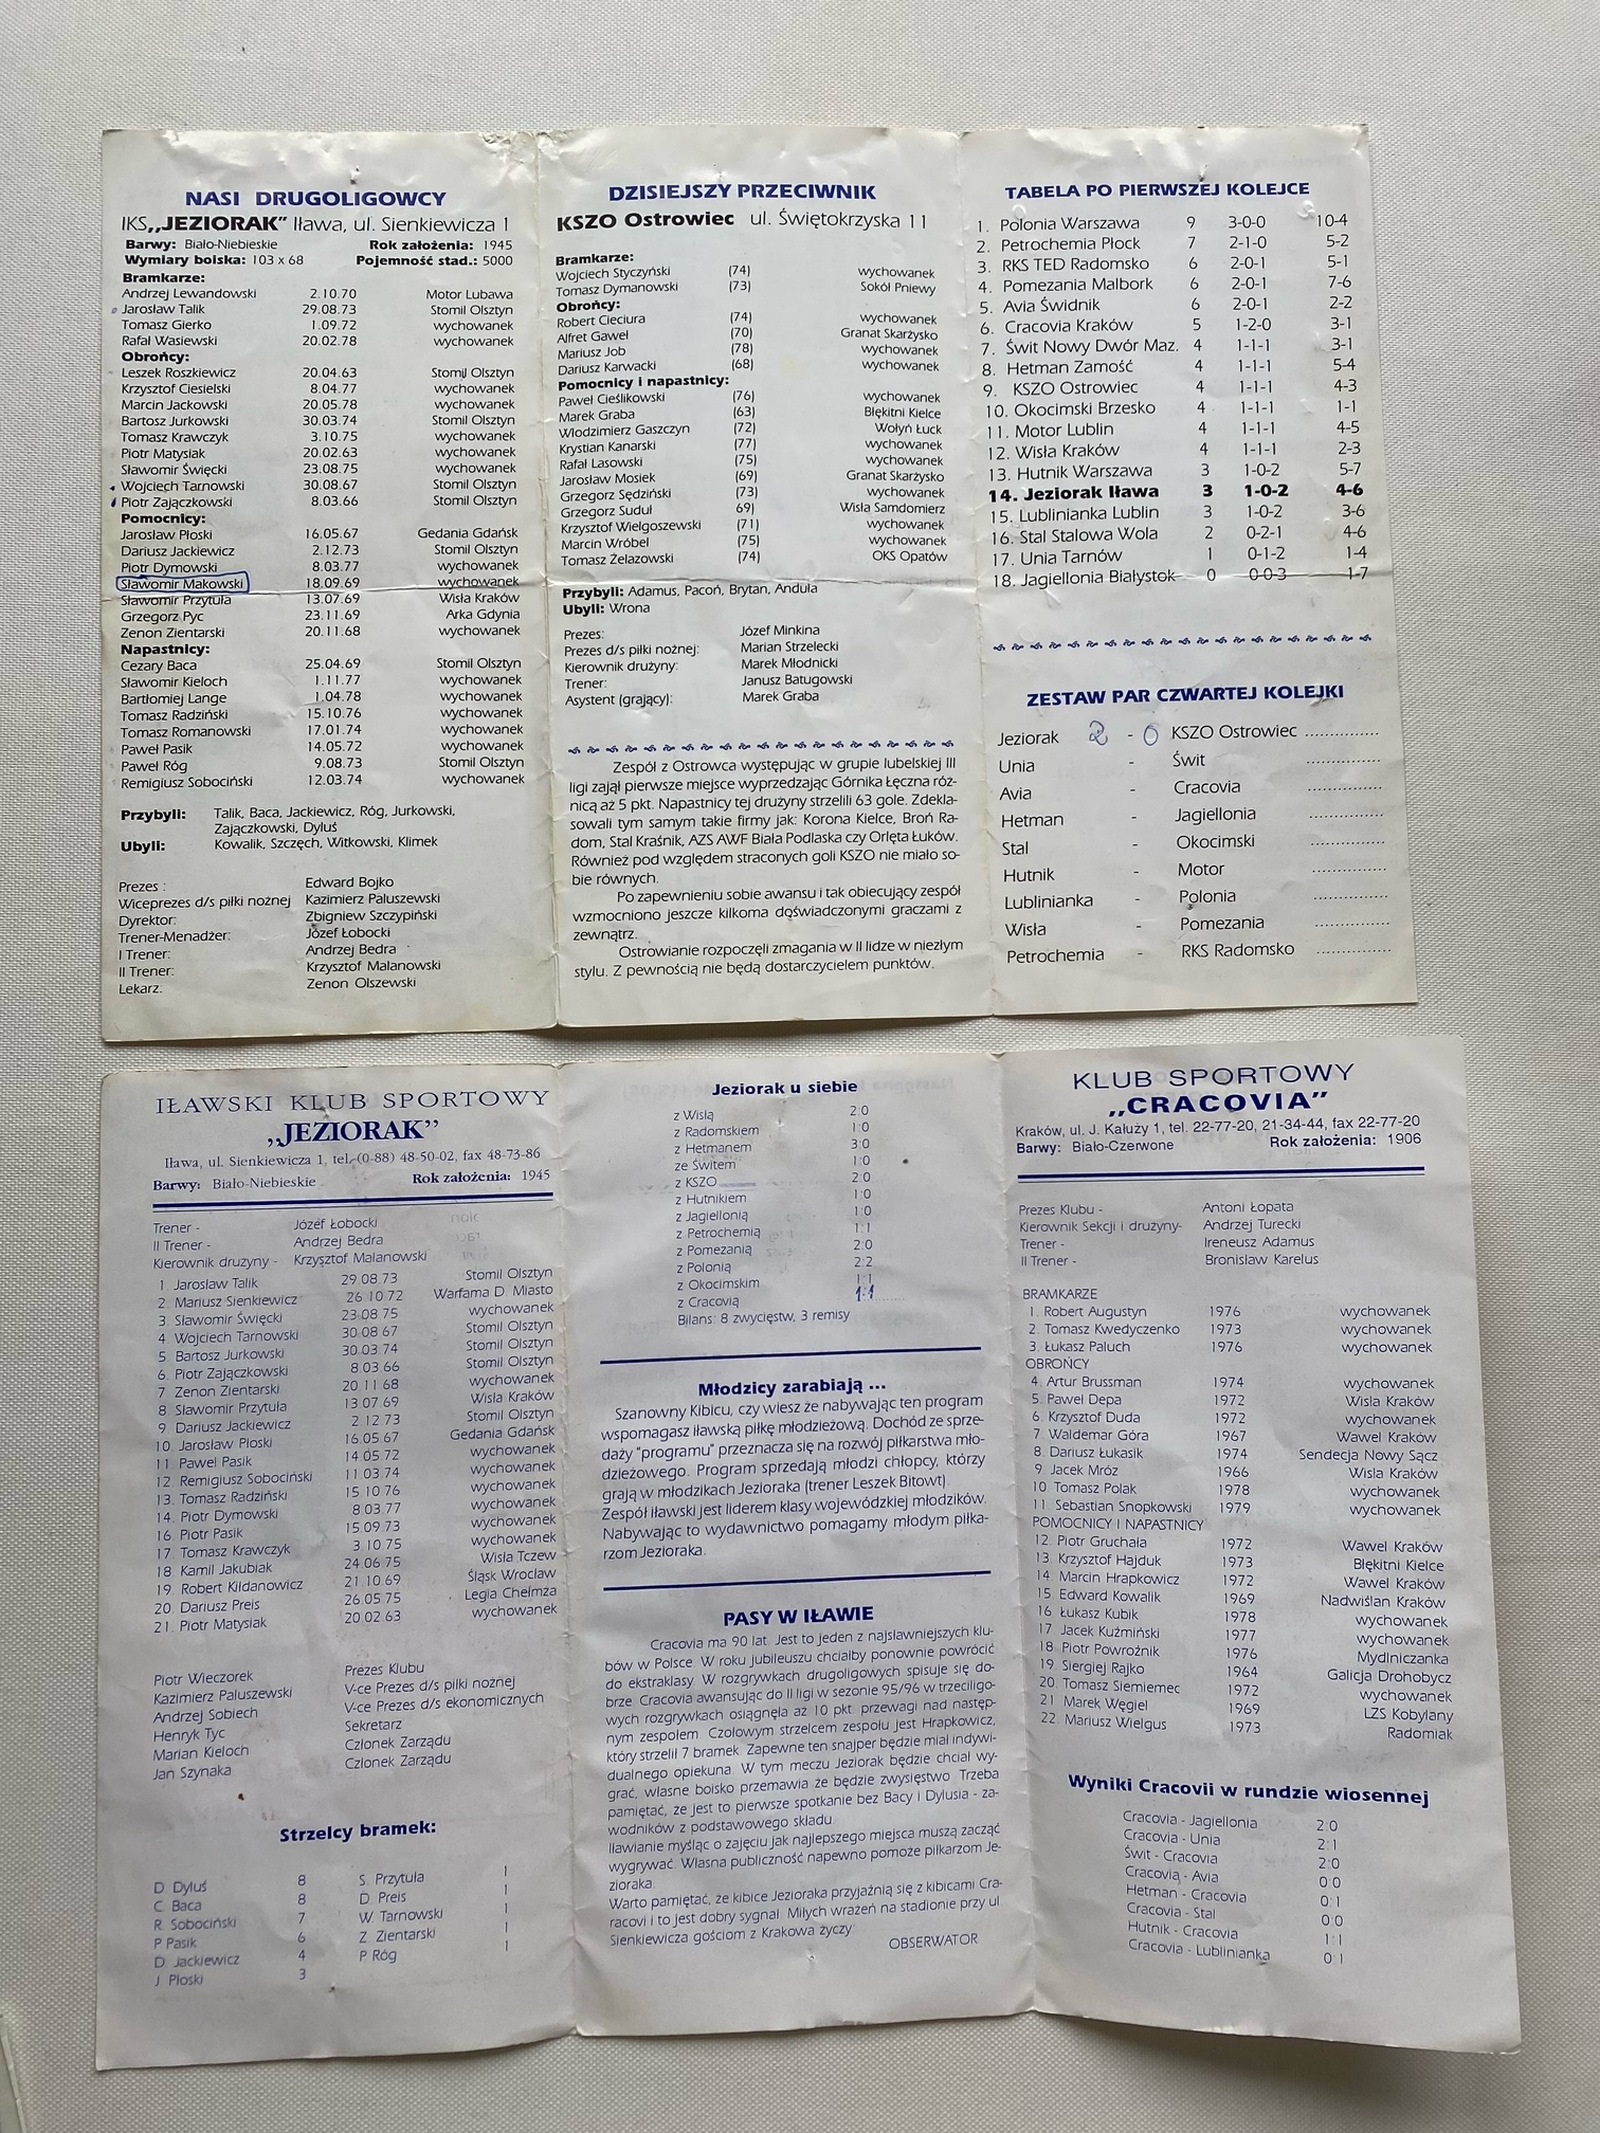 NASI DRUGOLIGOWCY
IKS „JEZIORAK" Iława, ul. Sienkiewicza 1
Barwy: Biało-Niebieskie Rok założenia: 1945
Wymiary boiska: 103 x 68 Pojemność stad.: 5000
Bramkarze:
Andrzej Lewandowski 2.10.70 Motor Lubawa
Jarosław Talik 29.08.73 Stomil Olsztyn
Tomasz Gierko 1.09.72 wychowanek
Rafał Wasiewski 20.02.78 wychowanek
Obrońcy:
Leszek Roszkiewicz 20.04.63 Stomil Olsztyn
Krzysztof Ciesielski 8.04.77 wychowanek
Marcin Jackowski 20.05.78 wychowanek
Bartosz Jurkowski 30.03.74 Stomil Olsztyn
Tomasz Krawczyk 3.10.75 wychowanek
Piotr Matysiak 20.02.63 wychowanek
Sławomir Święcki 23.08.75 wychowanek
Wojciech Tarnowski 30.08.67 Stomil Olsztyn
Piotr Zajączkowski 8.03.66 Stomil Olsztyn
Pomocnicy:
Jarosław Płoski 16.05.67 Gedania Gdańsk
Dariusz Jackiewicz 2.12.73 Stomil Olsztyn
Piotr Dymowski 8.03.77 wychowanek
Sławomir Makowski 18.09.69 wychowanek
Sławomir Przytuła 13.07.69 Wisła Kraków
Grzegorz Pyc 23.11.69 Arka Gdynia
Zenon Zientarski 20.11.68 wychowanek
Napastnicy:
Cezary Baca 25.04.69 Stomil Olsztyn
Sławomir Kieloch 1.11.77 wychowanek
Bartłomiej Lange 1.04.78 wychowanek
Tomasz Radziński 15.10.76 wychowanek
Tomasz Romanowski 17.01.74 wychowanek
Paweł Pasik 14.05.72 wychowanek
Paweł Róg 9.08.73 Stomil Olsztyn
Remigiusz Sobociński 12.03.74 wychowanek
Przybyli: Talik, Baca, Jackiewicz, Róg, Jurkowski,
Zajączkowski, Dyluś
Ubyli: Kowalik, Szczęch, Witkowski, Klimek
Prezes : Edward Bojko
Wiceprezes d/s piłki nożnej Kazimierz Paluszewski
Dyrektor: Zbigniew Szczypiński
Trener-Menadżer: Józef Łobocki
I Trener: Andrzej Bedra
II Trener: Krzysztof Malanowski
Lekarz: Zenon Olszewski
DZISIEJSZY PRZECIWNIK
KSZO Ostrowiec ul. Świętokrzyska 11
Bramkarze:
Wojciech Styczyński (74) wychowanek
Tomasz Dymanowski (73) Sokół Pniewy
Obrońcy:
Robert Cieciura (74) wychowanek
Alfret Gaweł (70) Granat Skarżysko
Mariusz Job (78) wychowanek
Dariusz Karwacki (68) wychowanek
Pomocnicy i napastnicy:
Paweł Cieślikowski (76) wychowanek
Marek Graba (63) Błękitni Kielce
Włodzimierz Gaszczyn (72) Wołyń Łuck
Krystian Kanarski (77) wychowanek
Rafał Lasowski (75) wychowanek
Jarosław Mosiek (69) Granat Skarżysko
Grzegorz Sędziński (73) wychowanek
Grzegorz Suduł 69) Wisła Samdomierz
Krzysztof Wielgoszewski (71) wychowanek
Marcin Wróbel (75) wychowanek
Tomasz Żelazowski (74) OKS Opatów
Przybyli: Adamus, Pacoń, Brytan, Anduła
Ubyli: Wrona
Prezes: Józef Minkina
Prezes d/s piłki nożnej: Marian Strzelecki
Kierownik drużyny: Marek Młodnicki
Trener: Janusz Batugowski
Asystent (grający): Marek Graba
Zespół z Ostrowca występując w grupie lubelskiej III
ligi zajął pierwsze miejsce wyprzedzając Górnika Łęczna róż-
nicą aż 5 pkt. Napastnicy tej drużyny strzelili 63 gole. Zdekla-
sowali tym samym takie firmy jak: Korona Kielce, Broń Ra-
dom, Stal Kraśnik, AZS AWF Biała Podlaska czy Orlęta Łuków.
Również pod względem straconych goli KSZO nie miało so-
bie równych.
Po zapewnieniu sobie awansu i tak obiecujący zespół
wzmocniono jeszcze kilkoma doświadczonymi graczami z
zewnątrz.
Ostrowianie rozpoczęli zmagania w II lidze w niezłym
stylu. Z pewnością nie będą dostarczycielem punktów.
TABELA PO PIERWSZEJ KOLEJCE
1. Polonia Warszawa 9 3-0-0 10-4
2. Petrochemia Płock 7 2-1-0 5-2
3. RKS TED Radomsko 6 2-0-1 5-1
4. Pomezania Malbork 6 2-0-1 7-6
5. Avia Świdnik 6 2-0-1 2-2
6. Cracovia Kraków 5 1-2-0 3-1
7. Świt Nowy Dwór Maz. 4 1-1-1 3-1
8. Hetman Zamość 4 1-1-1 5-4
9. KSZO Ostrowiec 4 1-1-1 4-3
10. Okocimski Brzesko 4 1-1-1 1-1
11. Motor Lublin 4 1-1-1 4-5
12. Wisła Kraków 4 1-1-1 2-3
13. Hutnik Warszawa 3 1-0-2 5-7
14. Jeziorak Iława 3 1-0-2 4-6
15. Lublinianka Lublin 3 1-0-2 3-6
16. Stal Stalowa Wola 2 0-2-1 4-6
17. Unia Tarnów 1 0-1-2 1-4
18. Jagiellonia Białystok 0 0-0-3 1-7
ZESTAW PAR CZWARTEJ KOLEJKI
Jeziorak 2 - 0 KSZO Ostrowiec ...............
Unia - Świt ...............
Avia - Cracovia ...............
Hetman - Jagiellonia ...............
Stal - Okocimski ...............
Hutnik - Motor ...............
Lublinianka - Polonia ...............
Wisła - Pomezania ...............
Petrochemia - RKS Radomsko ...............
IŁAWSKI KLUB SPORTOWY
„JEZIORAK"
Iława, ul. Sienkiewicza 1, tel. (0-88) 48-50-02, fax 48-73-86
Barwy: Biało-Niebieskie Rok założenia: 1945
Trener - Józef Łobocki
II Trener - Andrzej Bedra
Kierownik drużyny - Krzysztof Malanowski
1 Jarosław Talik 29.08.73 Stomil Olsztyn
2. Mariusz Sienkiewicz 26.10.72 Warfama D. Miasto
3. Sławomir Święcki 23.08.75 wychowanek
4. Wojciech Tarnowski 30.08.67 Stomil Olsztyn
5. Bartosz Jurkowski 30.03.74 Stomil Olsztyn
6. Piotr Zajączkowski 8.03.66 Stomil Olsztyn
7 Zenon Zientarski 20.11.68 wychowanek
8 Sławomir Przytuła 13.07.69 Wisła Kraków
9. Dariusz Jackiewicz 2.12.73 Stomil Olsztyn
10. Jarosław Płoski 16.05.67 Gedania Gdańsk
11 Paweł Pasik 14.05.72 wychowanek
12 Remigiusz Sobociński 11.03.74 wychowanek
13. Tomasz Radziński 15.10.76 wychowanek
14. Piotr Dymowski 8.03.77 wychowanek
16. Piotr Pasik 15.09.73 wychowanek
17. Tomasz Krawczyk 3.10.75 wychowanek
18 Kamil Jakubiak 24.06.75 Wisła Tczew
19. Robert Kildanowicz 21.10.69 Śląsk Wrocław
20. Dariusz Preis 26.05.75 Legia Chełmża
21. Piotr Matysiak 20.02.63 wychowanek
Piotr Wieczorek Prezes Klubu
Kazimierz Paluszewski V-ce Prezes d/s piłki nożnej
Andrzej Sobiech V-ce Prezes d/s ekonomicznych
Henryk Tyc Sekretarz
Marian Kieloch Członek Zarządu
Jan Szynaka Członek Zarządu
Strzelcy bramek:
D. Dyluś 8 S. Przytuła 1
C. Baca 8 D. Preis 1
R. Sobociński 7 W. Tarnowski 1
P. Pasik 6 Z. Zientarski 1
D. Jackiewicz 4 P. Róg 1
J. Płoski 3
Jeziorak u siebie
z Wisłą 2:0
z Radomskiem 1:0
z Hetmanem 3:0
ze Świtem 1:0
z KSZO 2:0
z Hutnikiem 1:0
z Jagiellonią 1:0
z Petrochemią 1:1
z Pomezanią 2:0
z Polonią 2:2
z Okocimskim 1:1
z Cracovią 1:1
Bilans: 8 zwycięstw, 3 remisy
Młodzicy zarabiają ...
Szanowny Kibicu, czy wiesz że nabywając ten program
wspomagasz iławską piłkę młodzieżową. Dochód ze sprze-
daży "programu" przeznacza się na rozwój piłkarstwa mło-
dzieżowego. Program sprzedają młodzi chłopcy, którzy
grają w młodzikach Jezioraka (trener Leszek Bitowt).
Zespół iławski jest liderem klasy wojewódzkiej młodzików.
Nabywając to wydawnictwo pomagamy młodym piłka-
rzom Jezioraka.
PASY W IŁAWIE
Cracovia ma 90 lat. Jest to jeden z najsławniejszych klu-
bów w Polsce. W roku jubileuszu chciałby ponownie powrócić
do ekstraklasy. W rozgrywkach drugoligowych spisuje się do-
brze. Cracovia awansując do II ligi w sezonie 95/96 w trzeciligo-
wych rozgrywkach osiągnęła aż 10 pkt. przewagi nad następ-
nym zespołem. Czołowym strzelcem zespołu jest Hrapkowicz,
który strzelił 7 bramek. Zapewne ten snajper będzie miał indywi-
dualnego opiekuna. W tym meczu Jeziorak będzie chciał wy-
grać, własne boisko przemawia że będzie zwysięstwo. Trzeba
pamiętać, że jest to pierwsze spotkanie bez Bacy i Dylusia - za-
wodników z podstawowego składu.
Iławianie myśląc o zajęciu jak najlepszego miejsca muszą zacząć
wygrywać. Własna publiczność napewno pomoże piłkarzom Je-
zioraka.
Warto pamiętać, że kibice Jezioraka przyjaźnią się z kibicami Cra-
racovi i to jest dobry sygnał. Miłych wrażeń na stadionie przy ul
Sienkiewicza gościom z Krakowa życzy:
OBSERWATOR
KLUB SPORTOWY
„CRACOVIA"
Kraków, ul. J. Kałuży 1, tel. 22-77-20, 21-34-44, fax 22-77-20
Barwy: Biało-Czerwone Rok założenia: 1906
Prezes Klubu - Antoni Łopata
Kierownik Sekcji i drużyny- Andrzej Turecki
Trener - Ireneusz Adamus
II Trener - Bronisław Karelus
BRAMKARZE
1. Robert Augustyn 1976 wychowanek
2. Tomasz Kwedyczenko 1973 wychowanek
3. Łukasz Paluch 1976 wychowanek
OBROŃCY
4. Artur Brussman 1974 wychowanek
5. Paweł Depa 1972 Wisła Kraków
6. Krzysztof Duda 1972 wychowanek
7 Waldemar Góra 1967 Wawel Kraków
8. Dariusz Łukasik 1974 Sendecja Nowy Sącz
9. Jacek Mróz 1966 Wisła Kraków
10 Tomasz Polak 1978 wychowanek
11 Sebastian Snopkowski 1979 wychowanek
POMOCNICY I NAPASTNICY
12. Piotr Gruchała 1972 Wawel Kraków
13. Krzysztof Hajduk 1973 Błękitni Kielce
14 Marcin Hrapkowicz 1972 Wawel Kraków
15 Edward Kowalik 1969 Nadwiślan Kraków
16 Łukasz Kubik 1978 wychowanek
17 Jacek Kuźmiński 1977 wychowanek
18 Piotr Powroźnik 1976 Mydlniczanka
19. Siergiej Rajko 1964 Galicja Drohobycz
20. Tomasz Siemieniec 1972 wychowanek
21 Marek Węgiel 1969 LZS Kobylany
22. Mariusz Wielgus 1973 Radomiak
Wyniki Cracovii w rundzie wiosennej
Cracovia - Jagiellonia 2:0
Cracovia - Unia 2:1
Świt - Cracovia 2:0
Cracovia - Avia 0:0
Hetman - Cracovia 0:1
Cracovia - Stal 0:0
Hutnik - Cracovia 1:1
Cracovia - Lublinianka 0:1